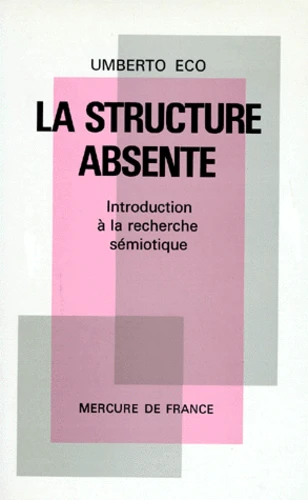 UMBERTO ECO
LA STRUCTURE
ABSENTE
Introduction
à la recherche
sémiotique
MERCURE DE FRANCE